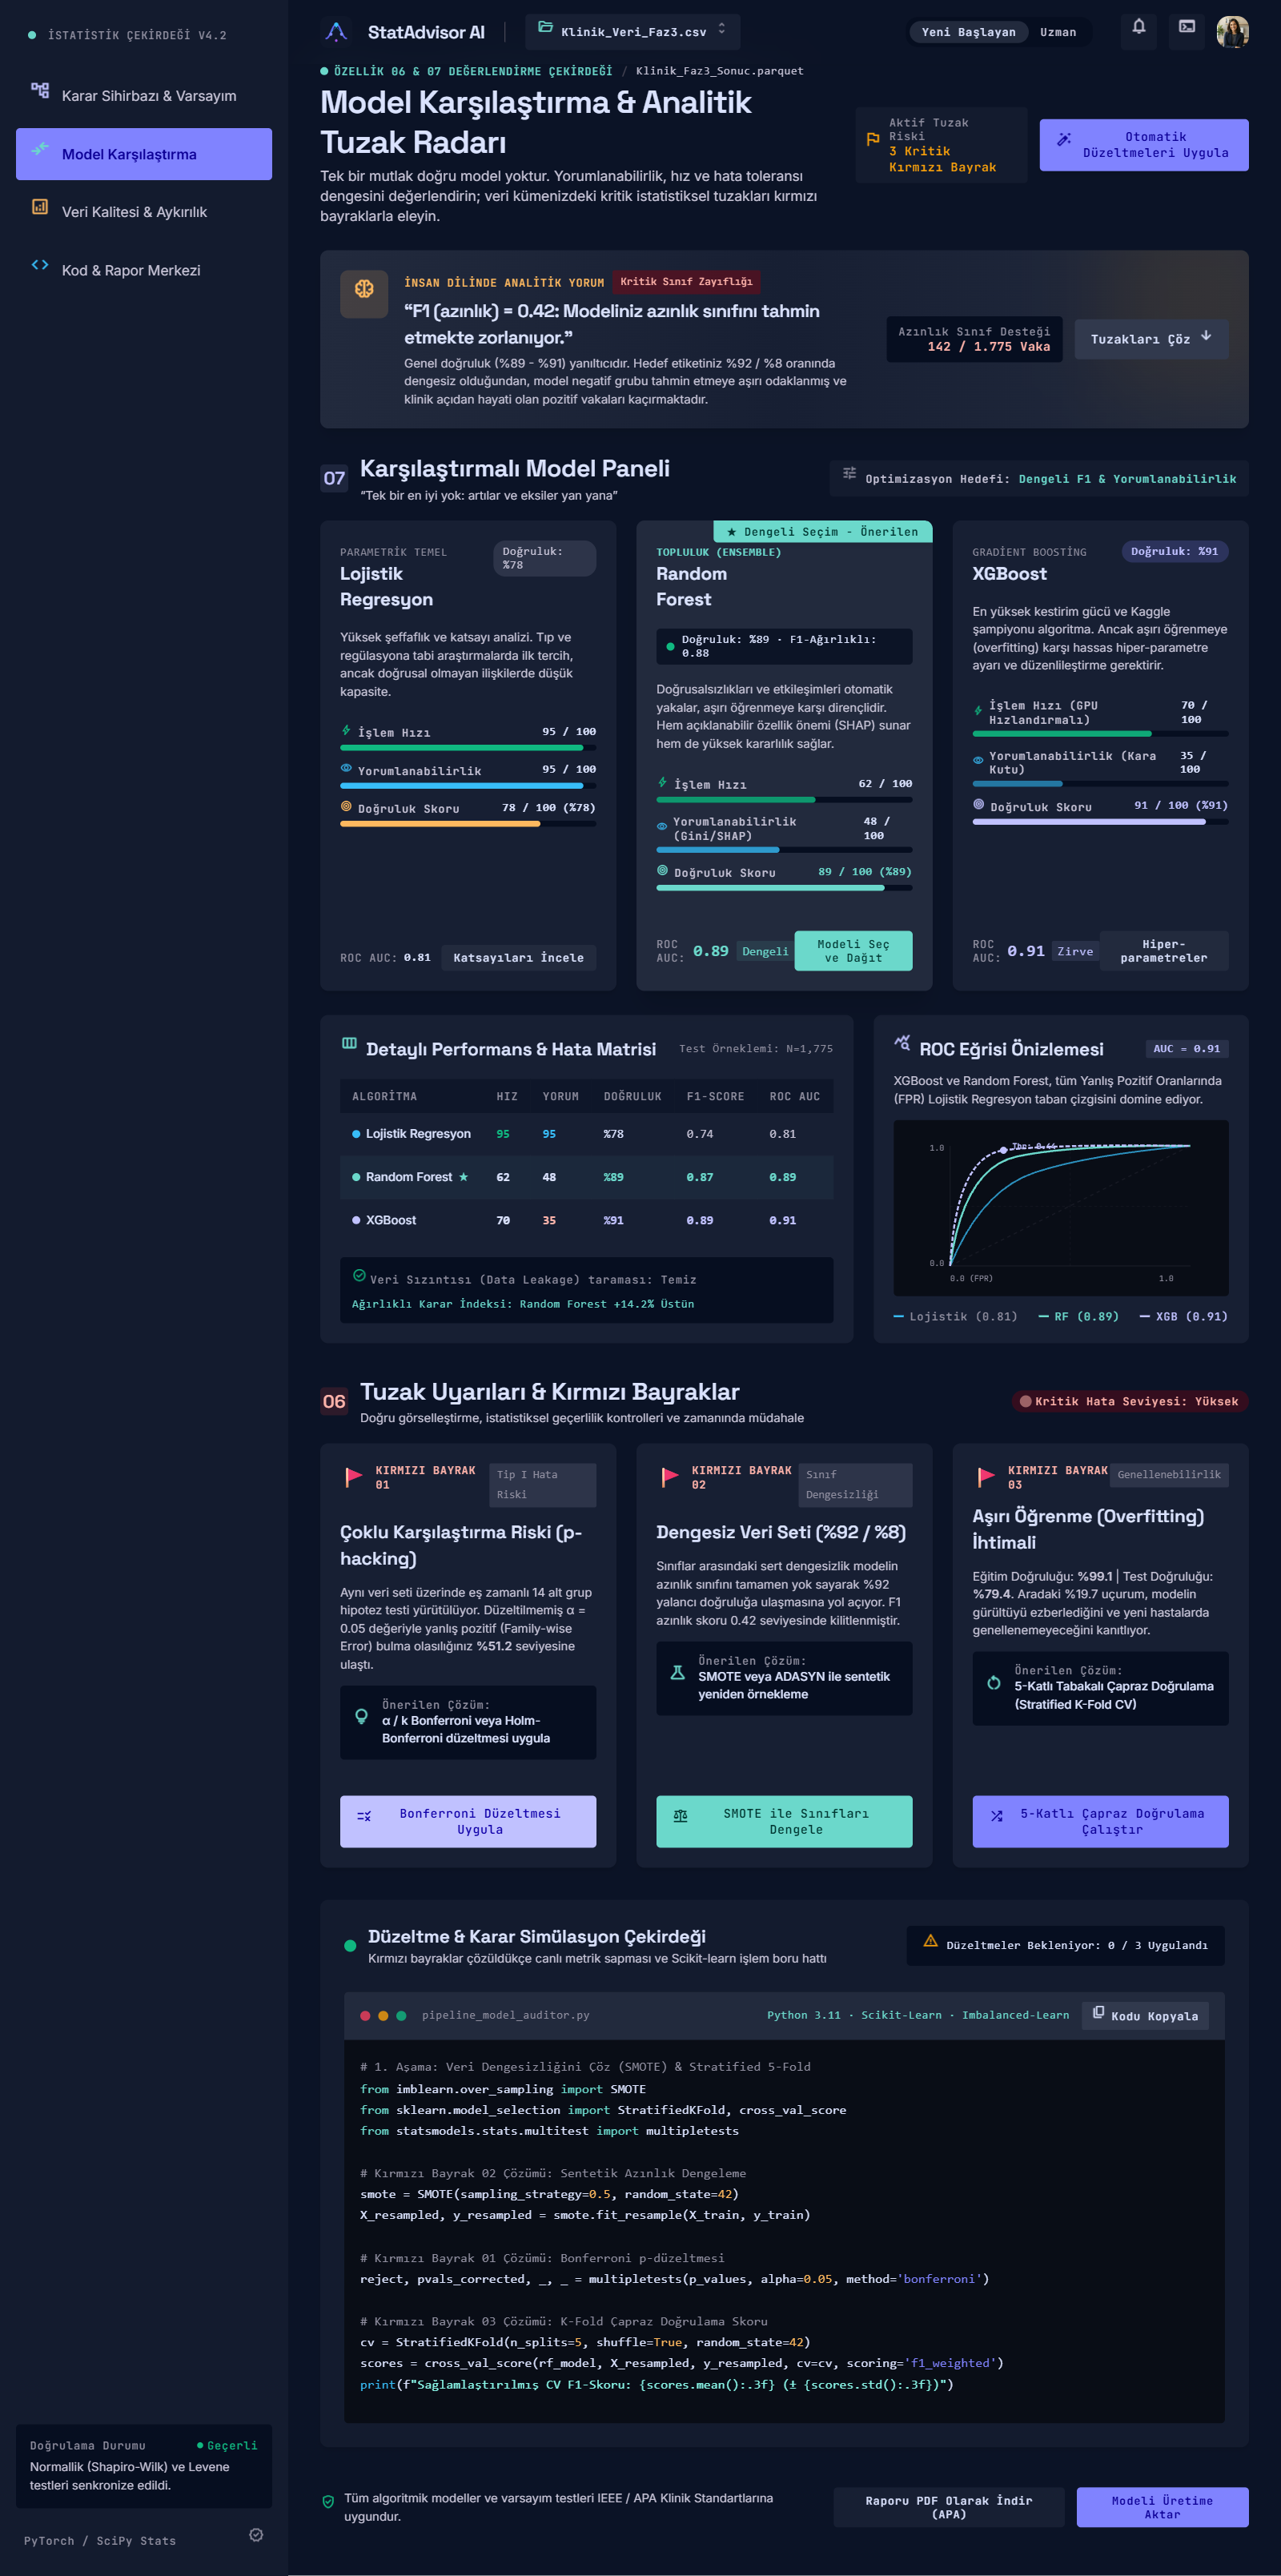 İSTATİSTİK ÇEKİRDEĞİ V4.2
Karar Sihirbazı & Varsayım
Model Karşılaştırma
Veri Kalitesi & Aykırılık
Kod & Rapor Merkezi
Doğrulama Durumu
Geçerli
Normallik (Shapiro-Wilk) ve Levene
testleri senkronize edildi.
PyTorch / SciPy Stats
StatAdvisor AI
Klinik_Veri_Faz3.csv
Yeni Başlayan
Uzman
ÖZELLİK 06 & 07 DEĞERLENDİRME ÇEKİRDEĞİ / Klinik_Faz3_Sonuc.parquet
Model Karşılaştırma & Analitik
Tuzak Radarı
Tek bir mutlak doğru model yoktur. Yorumlanabilirlik, hız ve hata toleransı
dengesini değerlendirin; veri kümenizdeki kritik istatistiksel tuzakları kırmızı
bayraklarla eleyin.
Aktif Tuzak
Riski
3 Kritik
Kırmızı Bayrak
Otomatik
Düzeltmeleri Uygula
İNSAN DİLİNDE ANALİTİK YORUM
Kritik Sınıf Zayıflığı
“F1 (azınlık) = 0.42: Modeliniz azınlık sınıfını tahmin
etmekte zorlanıyor.”
Genel doğruluk (%89 - %91) yanıltıcıdır. Hedef etiketiniz %92 / %8 oranında
dengesiz olduğundan, model negatif grubu tahmin etmeye aşırı odaklanmış ve
klinik açıdan hayati olan pozitif vakaları kaçırmaktadır.
Azınlık Sınıf Desteği
142 / 1.775 Vaka
Tuzakları Çöz
07
Karşılaştırmalı Model Paneli
“Tek bir en iyi yok: artılar ve eksiler yan yana”
Optimizasyon Hedefi: Dengeli F1 & Yorumlanabilirlik
PARAMETRİK TEMEL
Lojistik
Regresyon
Doğruluk:
%78
Yüksek şeffaflık ve katsayı analizi. Tıp ve
regülasyona tabi araştırmalarda ilk tercih,
ancak doğrusal olmayan ilişkilerde düşük
kapasite.
İşlem Hızı 95 / 100
Yorumlanabilirlik 95 / 100
Doğruluk Skoru 78 / 100 (%78)
ROC AUC: 0.81
Katsayıları İncele
★ Dengeli Seçim - Önerilen
TOPLULUK (ENSEMBLE)
Random
Forest
Doğruluk: %89 · F1-Ağırlıklı:
0.88
Doğrusalsızlıkları ve etkileşimleri otomatik
yakalar, aşırı öğrenmeye karşı dirençlidir.
Hem açıklanabilir özellik önemi (SHAP) sunar
hem de yüksek kararlılık sağlar.
İşlem Hızı 62 / 100
Yorumlanabilirlik
(Gini/SHAP)
48 /
100
Doğruluk Skoru 89 / 100 (%89)
ROC
AUC:
0.89
Dengeli
Modeli Seç
ve Dağıt
GRADİENT BOOSTING
XGBoost
Doğruluk: %91
En yüksek kestirim gücü ve Kaggle
şampiyonu algoritma. Ancak aşırı öğrenmeye
(overfitting) karşı hassas hiper-parametre
ayarı ve düzenlileştirme gerektirir.
İşlem Hızı (GPU
Hızlandırmalı)
70 /
100
Yorumlanabilirlik (Kara
Kutu)
35 /
100
Doğruluk Skoru 91 / 100 (%91)
ROC
AUC:
0.91
Zirve
Hiper-
parametreler
Detaylı Performans & Hata Matrisi
Test Örneklemi: N=1,775
ALGORİTMA HIZ YORUM DOĞRULUK F1-SCORE ROC AUC
Lojistik Regresyon 95 95 %78 0.74 0.81
Random Forest ★ 62 48 %89 0.87 0.89
XGBoost 70 35 %91 0.89 0.91
Veri Sızıntısı (Data Leakage) taraması: Temiz
Ağırlıklı Karar İndeksi: Random Forest +14.2% Üstün
ROC Eğrisi Önizlemesi
AUC = 0.91
XGBoost ve Random Forest, tüm Yanlış Pozitif Oranlarında
(FPR) Lojistik Regresyon taban çizgisini domine ediyor.
1.0
Thr: 0.44
0.0
0.0 (FPR)
1.0
Lojistik (0.81)
RF (0.89)
XGB (0.91)
06
Tuzak Uyarıları & Kırmızı Bayraklar
Doğru görselleştirme, istatistiksel geçerlilik kontrolleri ve zamanında müdahale
Kritik Hata Seviyesi: Yüksek
KIRMIZI BAYRAK
01
Tip I Hata
Riski
Çoklu Karşılaştırma Riski (p-
hacking)
Aynı veri seti üzerinde eş zamanlı 14 alt grup
hipotez testi yürütülüyor. Düzeltilmemiş α =
0.05 değeriyle yanlış pozitif (Family-wise
Error) bulma olasılığınız %51.2 seviyesine
ulaştı.
Önerilen Çözüm:
α / k Bonferroni veya Holm-
Bonferroni düzeltmesi uygula
Bonferroni Düzeltmesi
Uygula
KIRMIZI BAYRAK
02
Sınıf
Dengesizliği
Dengesiz Veri Seti (%92 / %8)
Sınıflar arasındaki sert dengesizlik modelin
azınlık sınıfını tamamen yok sayarak %92
yalancı doğruluğa ulaşmasına yol açıyor. F1
azınlık skoru 0.42 seviyesinde kilitlenmiştir.
Önerilen Çözüm:
SMOTE veya ADASYN ile sentetik
yeniden örnekleme
SMOTE ile Sınıfları
Dengele
KIRMIZI BAYRAK
03
Genellenebilirlik
Aşırı Öğrenme (Overfitting)
İhtimali
Eğitim Doğruluğu: %99.1 | Test Doğruluğu:
%79.4. Aradaki %19.7 uçurum, modelin
gürültüyü ezberlediğini ve yeni hastalarda
genellenemeyeceğini kanıtlıyor.
Önerilen Çözüm:
5-Katlı Tabakalı Çapraz Doğrulama
(Stratified K-Fold CV)
5-Katlı Çapraz Doğrulama
Çalıştır
Düzeltme & Karar Simülasyon Çekirdeği
Kırmızı bayraklar çözüldükçe canlı metrik sapması ve Scikit-learn işlem boru hattı
Düzeltmeler Bekleniyor: 0 / 3 Uygulandı
pipeline_model_auditor.py
Python 3.11 · Scikit-Learn · Imbalanced-Learn
Kodu Kopyala
# 1. Aşama: Veri Dengesizliğini Çöz (SMOTE) & Stratified 5-Fold
from imblearn.over_sampling import SMOTE
from sklearn.model_selection import StratifiedKFold, cross_val_score
from statsmodels.stats.multitest import multipletests
# Kırmızı Bayrak 02 Çözümü: Sentetik Azınlık Dengeleme
smote = SMOTE(sampling_strategy=0.5, random_state=42)
X_resampled, y_resampled = smote.fit_resample(X_train, y_train)
# Kırmızı Bayrak 01 Çözümü: Bonferroni p-düzeltmesi
reject, pvals_corrected, _, _ = multipletests(p_values, alpha=0.05, method='bonferroni')
# Kırmızı Bayrak 03 Çözümü: K-Fold Çapraz Doğrulama Skoru
cv = StratifiedKFold(n_splits=5, shuffle=True, random_state=42)
scores = cross_val_score(rf_model, X_resampled, y_resampled, cv=cv, scoring='f1_weighted')
print(f"Sağlamlaştırılmış CV F1-Skoru: {scores.mean():.3f} (± {scores.std():.3f})")
Tüm algoritmik modeller ve varsayım testleri IEEE / APA Klinik Standartlarına
uygundur.
Raporu PDF Olarak İndir
(APA)
Modeli Üretime
Aktar